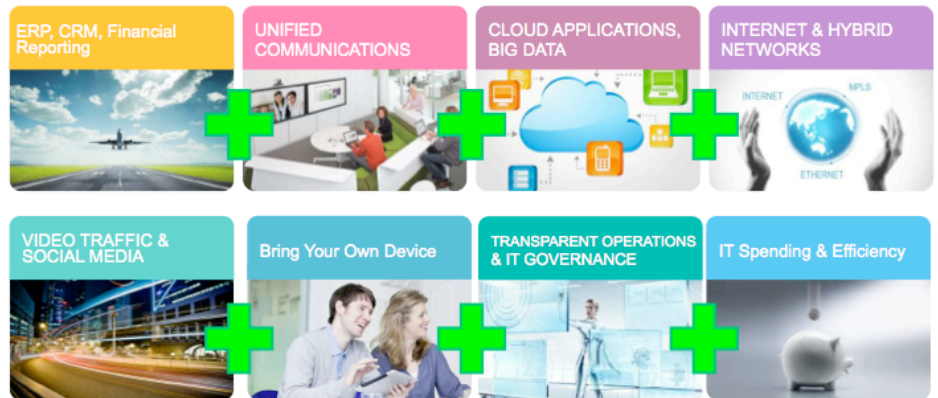 ERP, CRM, Financial
Reporting
UNIFIED
COMMUNICATIONS
CLOUD APPLICATIONS,
BIG DATA
INTERNET & HYBRID
NETWORKS
INTERNET
MPLS
ETHERNET
VIDEO TRAFFIC &
SOCIAL MEDIA
Bring Your Own Device
TRANSPARENT OPERATIONS
& IT GOVERNANCE
IT Spending & Efficiency